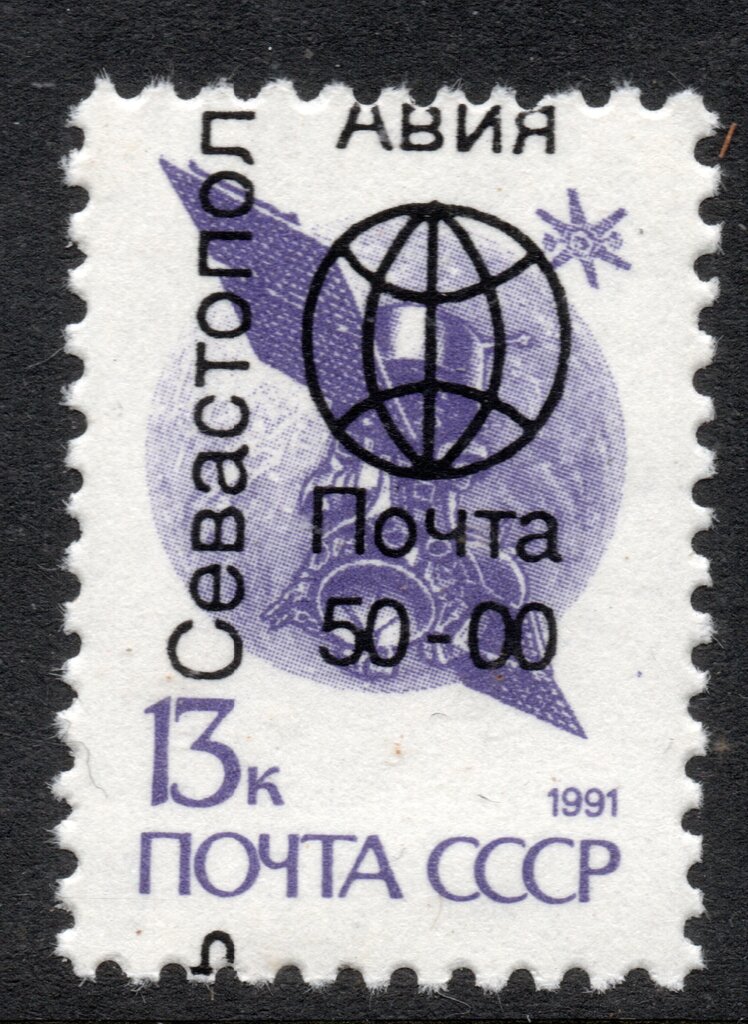 АВИЯ
Севастопол
Почта
50-00
13к
1991
ПОЧТА СССР
ь